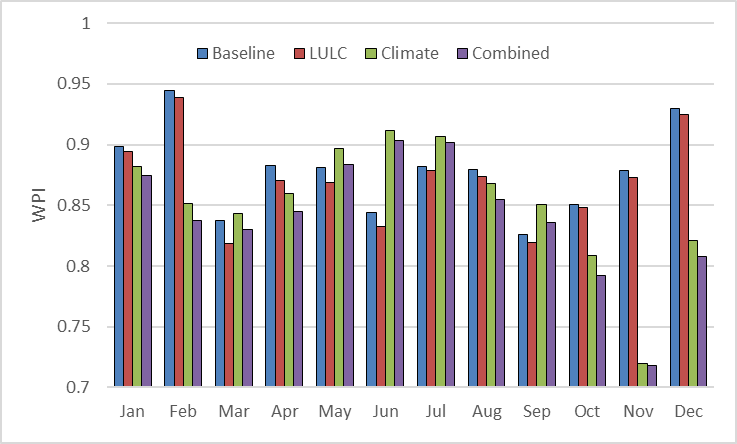 1
Baseline LULC Climate Combined
0.95
0.9
0.85
0.8
0.75
0.7
WPI
Jan Feb Mar Apr May Jun Jul Aug Sep Oct Nov Dec